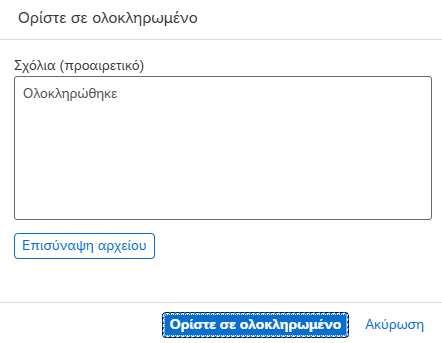 Ορίστε σε ολοκληρωμένο
Σχόλια (προαιρετικό)
Ολοκληρώθηκε
Επισύναψη αρχείου
Ορίστε σε ολοκληρωμένο Ακύρωση